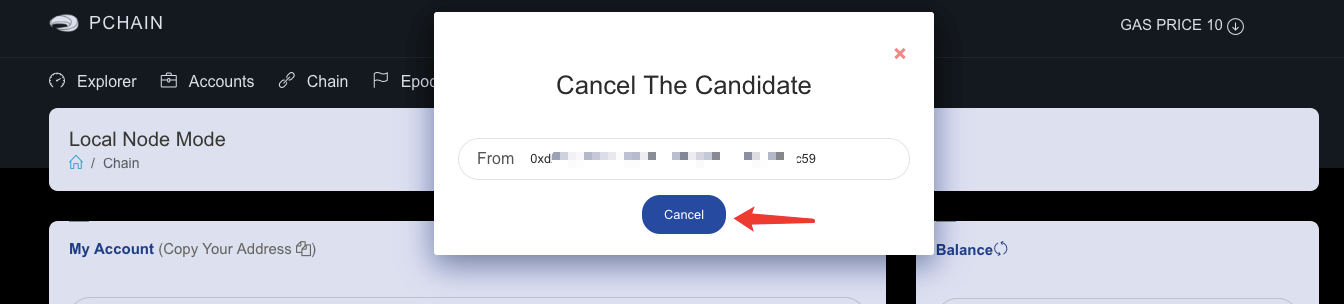 PCHAIN
GAS PRICE 10
Explorer Accounts Chain Epoc
Cancel The Candidate
From 0xd c59
Cancel
Local Node Mode
/ Chain
My Account (Copy Your Address )
Balance